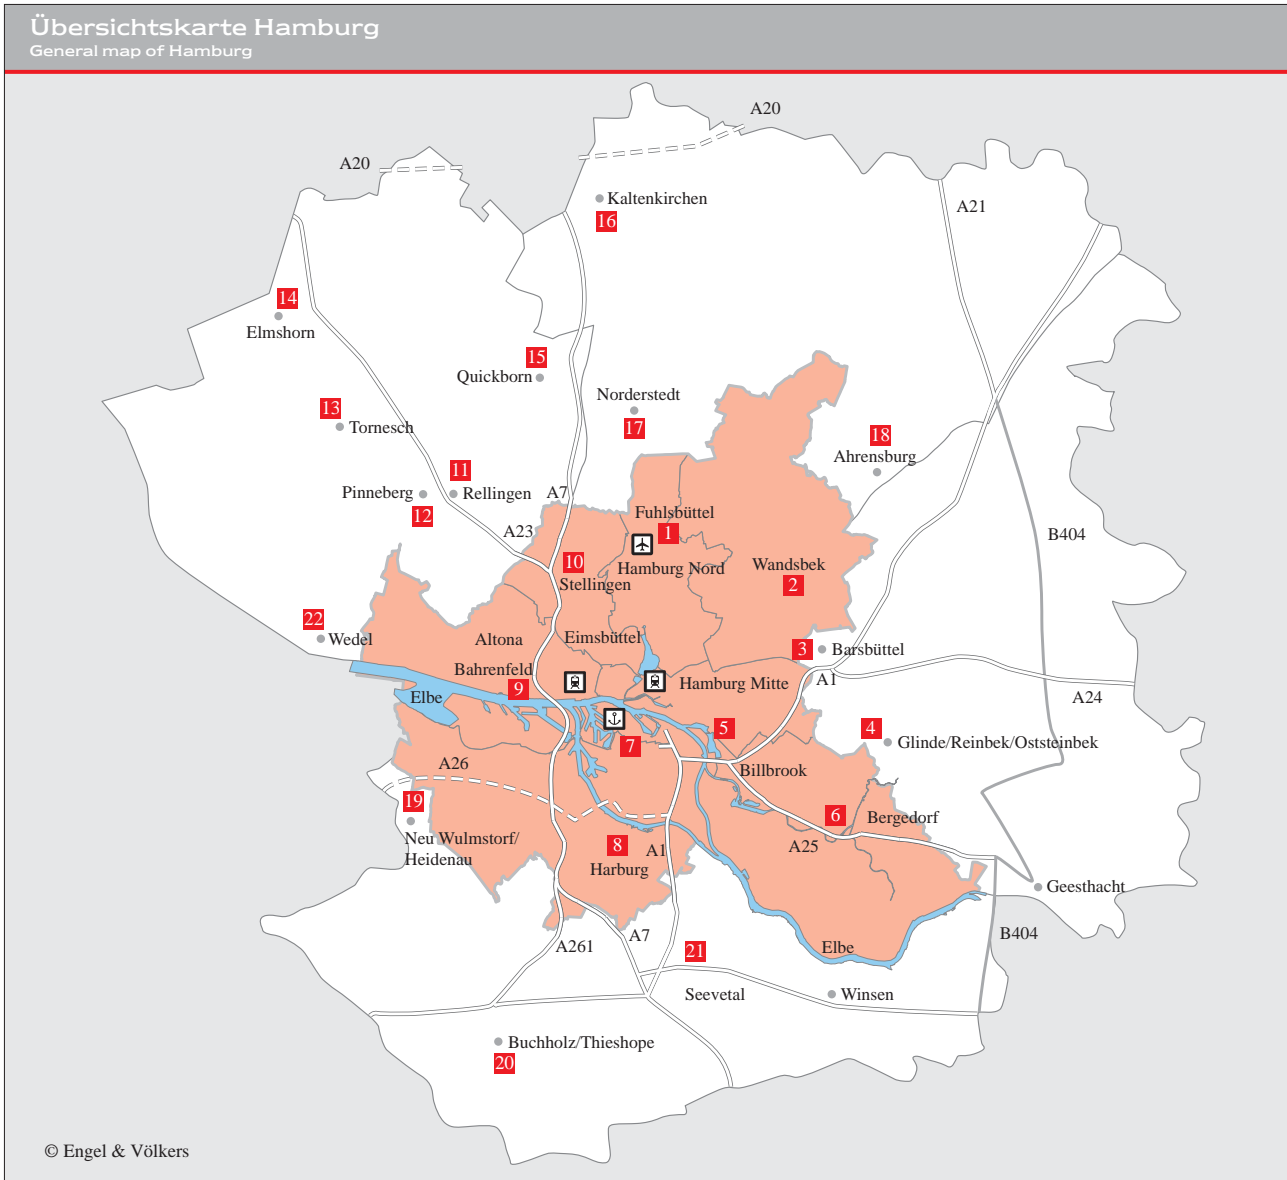 Übersichtskarte Hamburg
General map of Hamburg
A20
A20
Kaltenkirchen
16
A21
14
Elmshorn
15
Quickborn
Norderstedt
17
13
Tornesch
18
Ahrensburg
11
Pinneberg
Rellingen
A7
12
A23
Fuhlsbüttel
1
B404
10
Stellingen
Hamburg Nord
Wandsbek
2
22
Wedel
Altona
Eimsbüttel
3
Barsbüttel
Bahrenfeld
9
Hamburg Mitte
A1
A24
Elbe
5
4
7
Glinde/Reinbek/Oststeinbek
A26
Billbrook
19
6
Bergedorf
Neu Wulmstorf/
Heidenau
8
Harburg
A1
A25
Geesthacht
A261
A7
21
Elbe
B404
Seevetal
Winsen
Buchholz/Thieshope
20
© Engel & Völkers